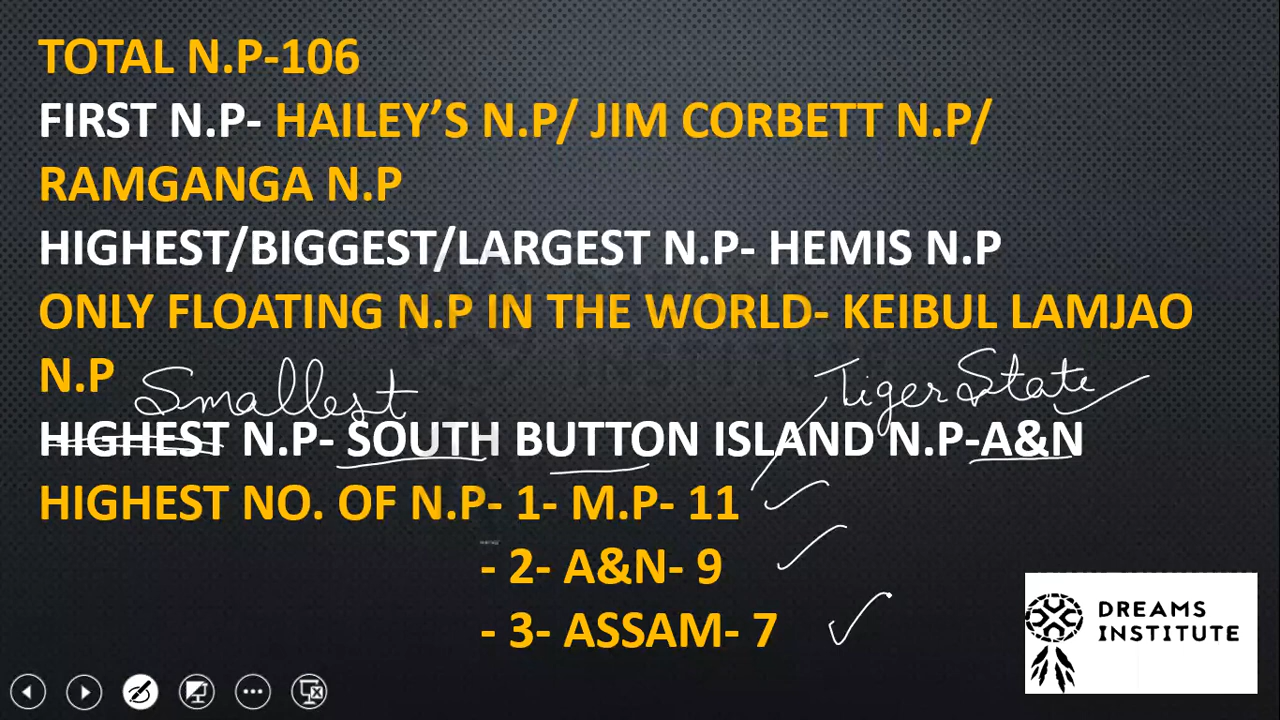 TOTAL N.P-106
FIRST N.P- HAILEY’S N.P/ JIM CORBETT N.P/
RAMGANGA N.P
HIGHEST/BIGGEST/LARGEST N.P- HEMIS N.P
ONLY FLOATING N.P IN THE WORLD- KEIBUL LAMJAO
N.P
Smallest
Tiger State
HIGHEST N.P- SOUTH BUTTON ISLAND N.P-A&N
HIGHEST NO. OF N.P- 1- M.P- 11
- 2- A&N- 9
- 3- ASSAM- 7
DREAMS
INSTITUTE